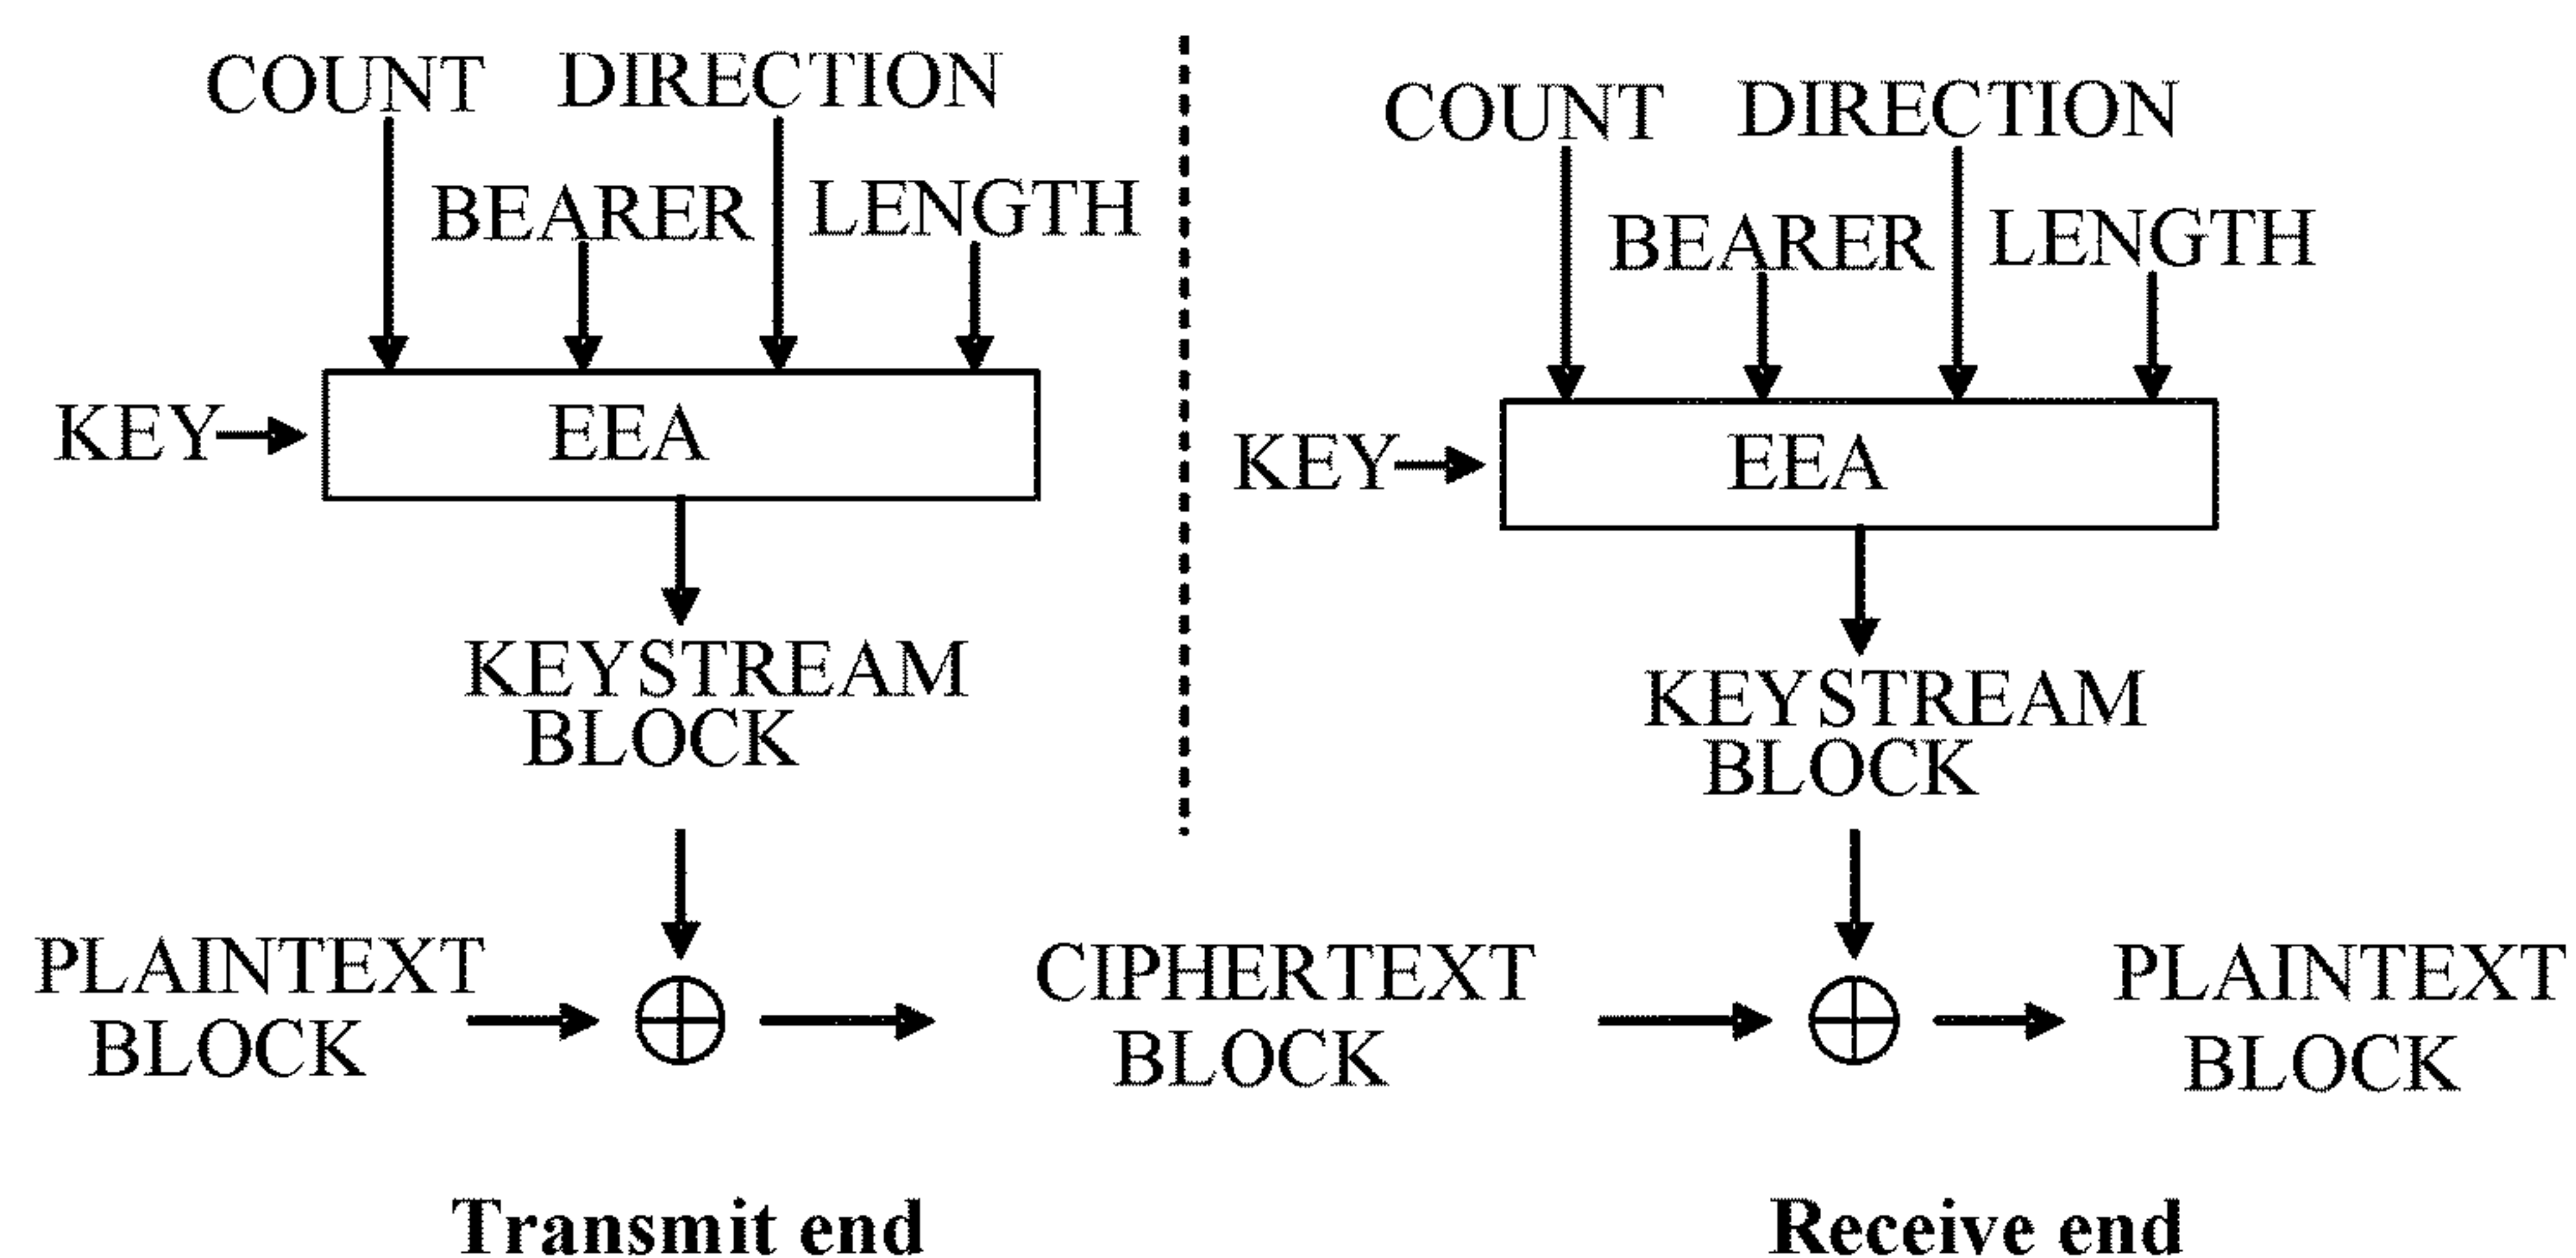 COUNT DIRECTION
BEARER LENGTH
KEY EEA
KEYSTREAM
BLOCK
PLAINTEXT
BLOCK
Transmit end
COUNT DIRECTION
BEARER LENGTH
KEY EEA
KEYSTREAM
BLOCK
CIPHERTEXT
BLOCK
PLAINTEXT
BLOCK
Receive end